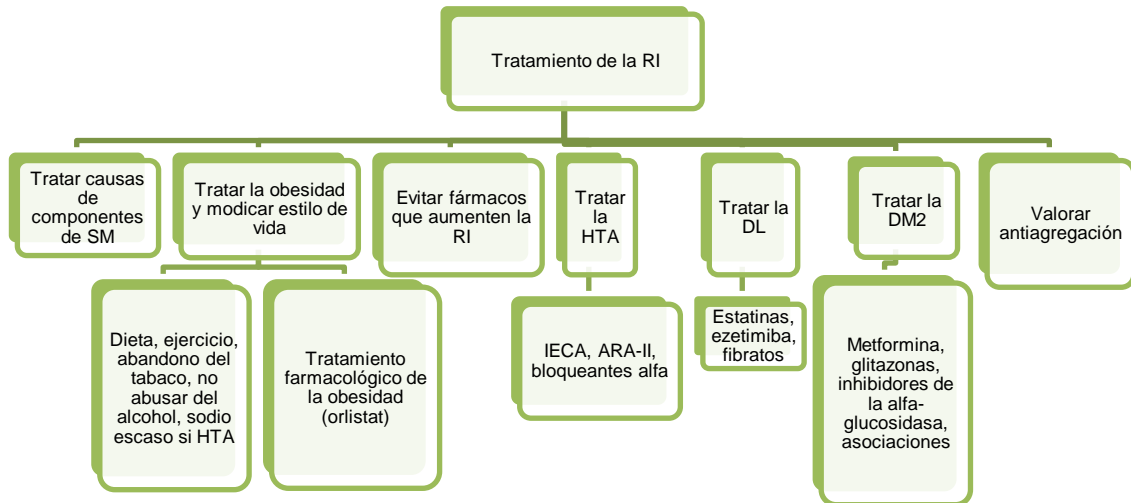 Tratamiento de la RI
Tratar causas
de
componentes
de SM
Tratar la obesidad
y modicar estilo de
vida
Evitar fármacos
que aumenten la
RI
Tratar
la
HTA
Tratar la
DL
Tratar la
DM2
Valorar
antiagregación
Dieta, ejercicio,
abandono del
tabaco, no
abusar del
alcohol, sodio
escaso si HTA
Tratamiento
farmacológico de
la obesidad
(orlistat)
IECA, ARA-II,
bloqueantes alfa
Estatinas,
ezetimiba,
fibratos
Metformina,
glitazonas,
inhibidores de
la alfa-
glucosidasa,
asociaciones